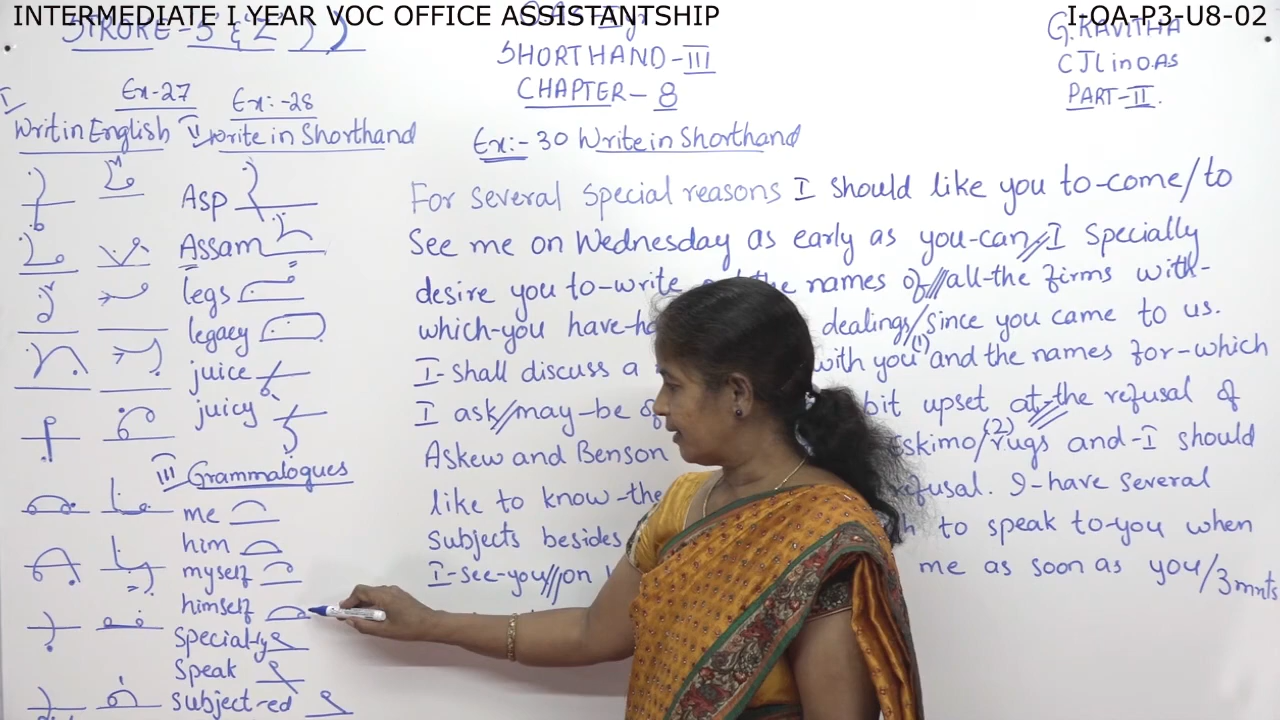 INTERMEDIATE I YEAR VOC OFFICE ASSISTANTSHIP
I-OA-P3-U8-02
STROKE - 'S' & 'Z'
SHORTHAND-III
CHAPTER-8
G. KAVITHA
CJL in OAS
PART-II.
I
Ex-27
Write in English
II Ex:-28
Write in Shorthand
Asp
Assam
legs
legacy
juice
juicy
III Grammalogues
me
him
myself
himself
Special-ly
Speak
subject-ed
Ex:- 30 Write in Shorthand
For several special reasons I should like you to-come/to
see me on Wednesday as early as you-can// I specially
desire you to-write the names of///all-the firms with-
which-you have- dealings/since you came to us.
I-shall discuss a with you(1) and the names for-which
I ask//may-be bit upset at-the refusal of
Askew and Benson Eskimo/(2)rugs and-I should
like to know-the refusal. I-have several
subjects besides to speak to-you when
I-see-you//on me as soon as you/3mnts